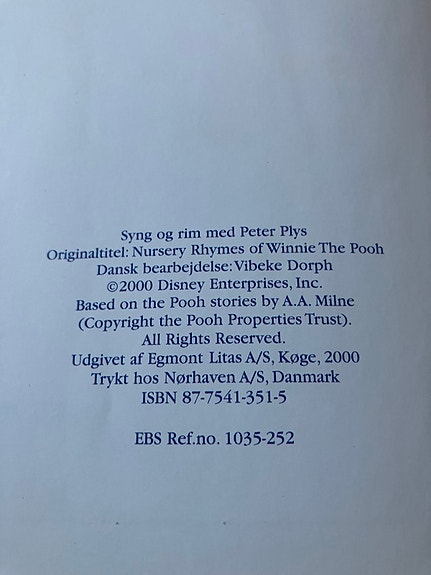 Syng og rim med Peter Plys
Originaltitel: Nursery Rhymes of Winnie The Pooh
Dansk bearbejdelse: Vibeke Dorph
©2000 Disney Enterprises, Inc.
Based on the Pooh stories by A.A. Milne
(Copyright the Pooh Properties Trust).
All Rights Reserved.
Udgivet af Egmont Litas A/S, Køge, 2000
Trykt hos Nørhaven A/S, Danmark
ISBN 87-7541-351-5
EBS Ref.no. 1035-252